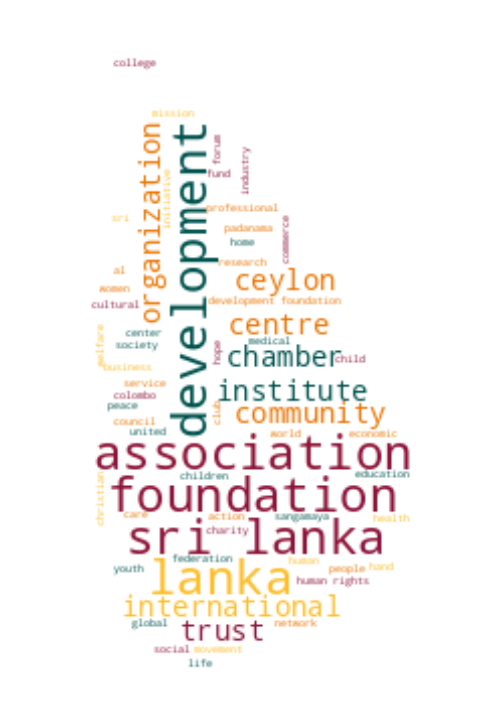 college
mission
organization
development
forum
industry
fund
initiative
professional
sri
commerce
padanama
home
research
al
ceylon
women
cultural
development foundation
centre
center
welfare
medical
society
hope
chamber
child
business
service
institute
colombo
peace
club
community
council
united
world
economic
association
children
education
christian
foundation
care
action
sangamaya
health
charity
sri lanka
federation
human
youth
lanka
people
hand
human rights
international
global
trust
network
social
movement
life